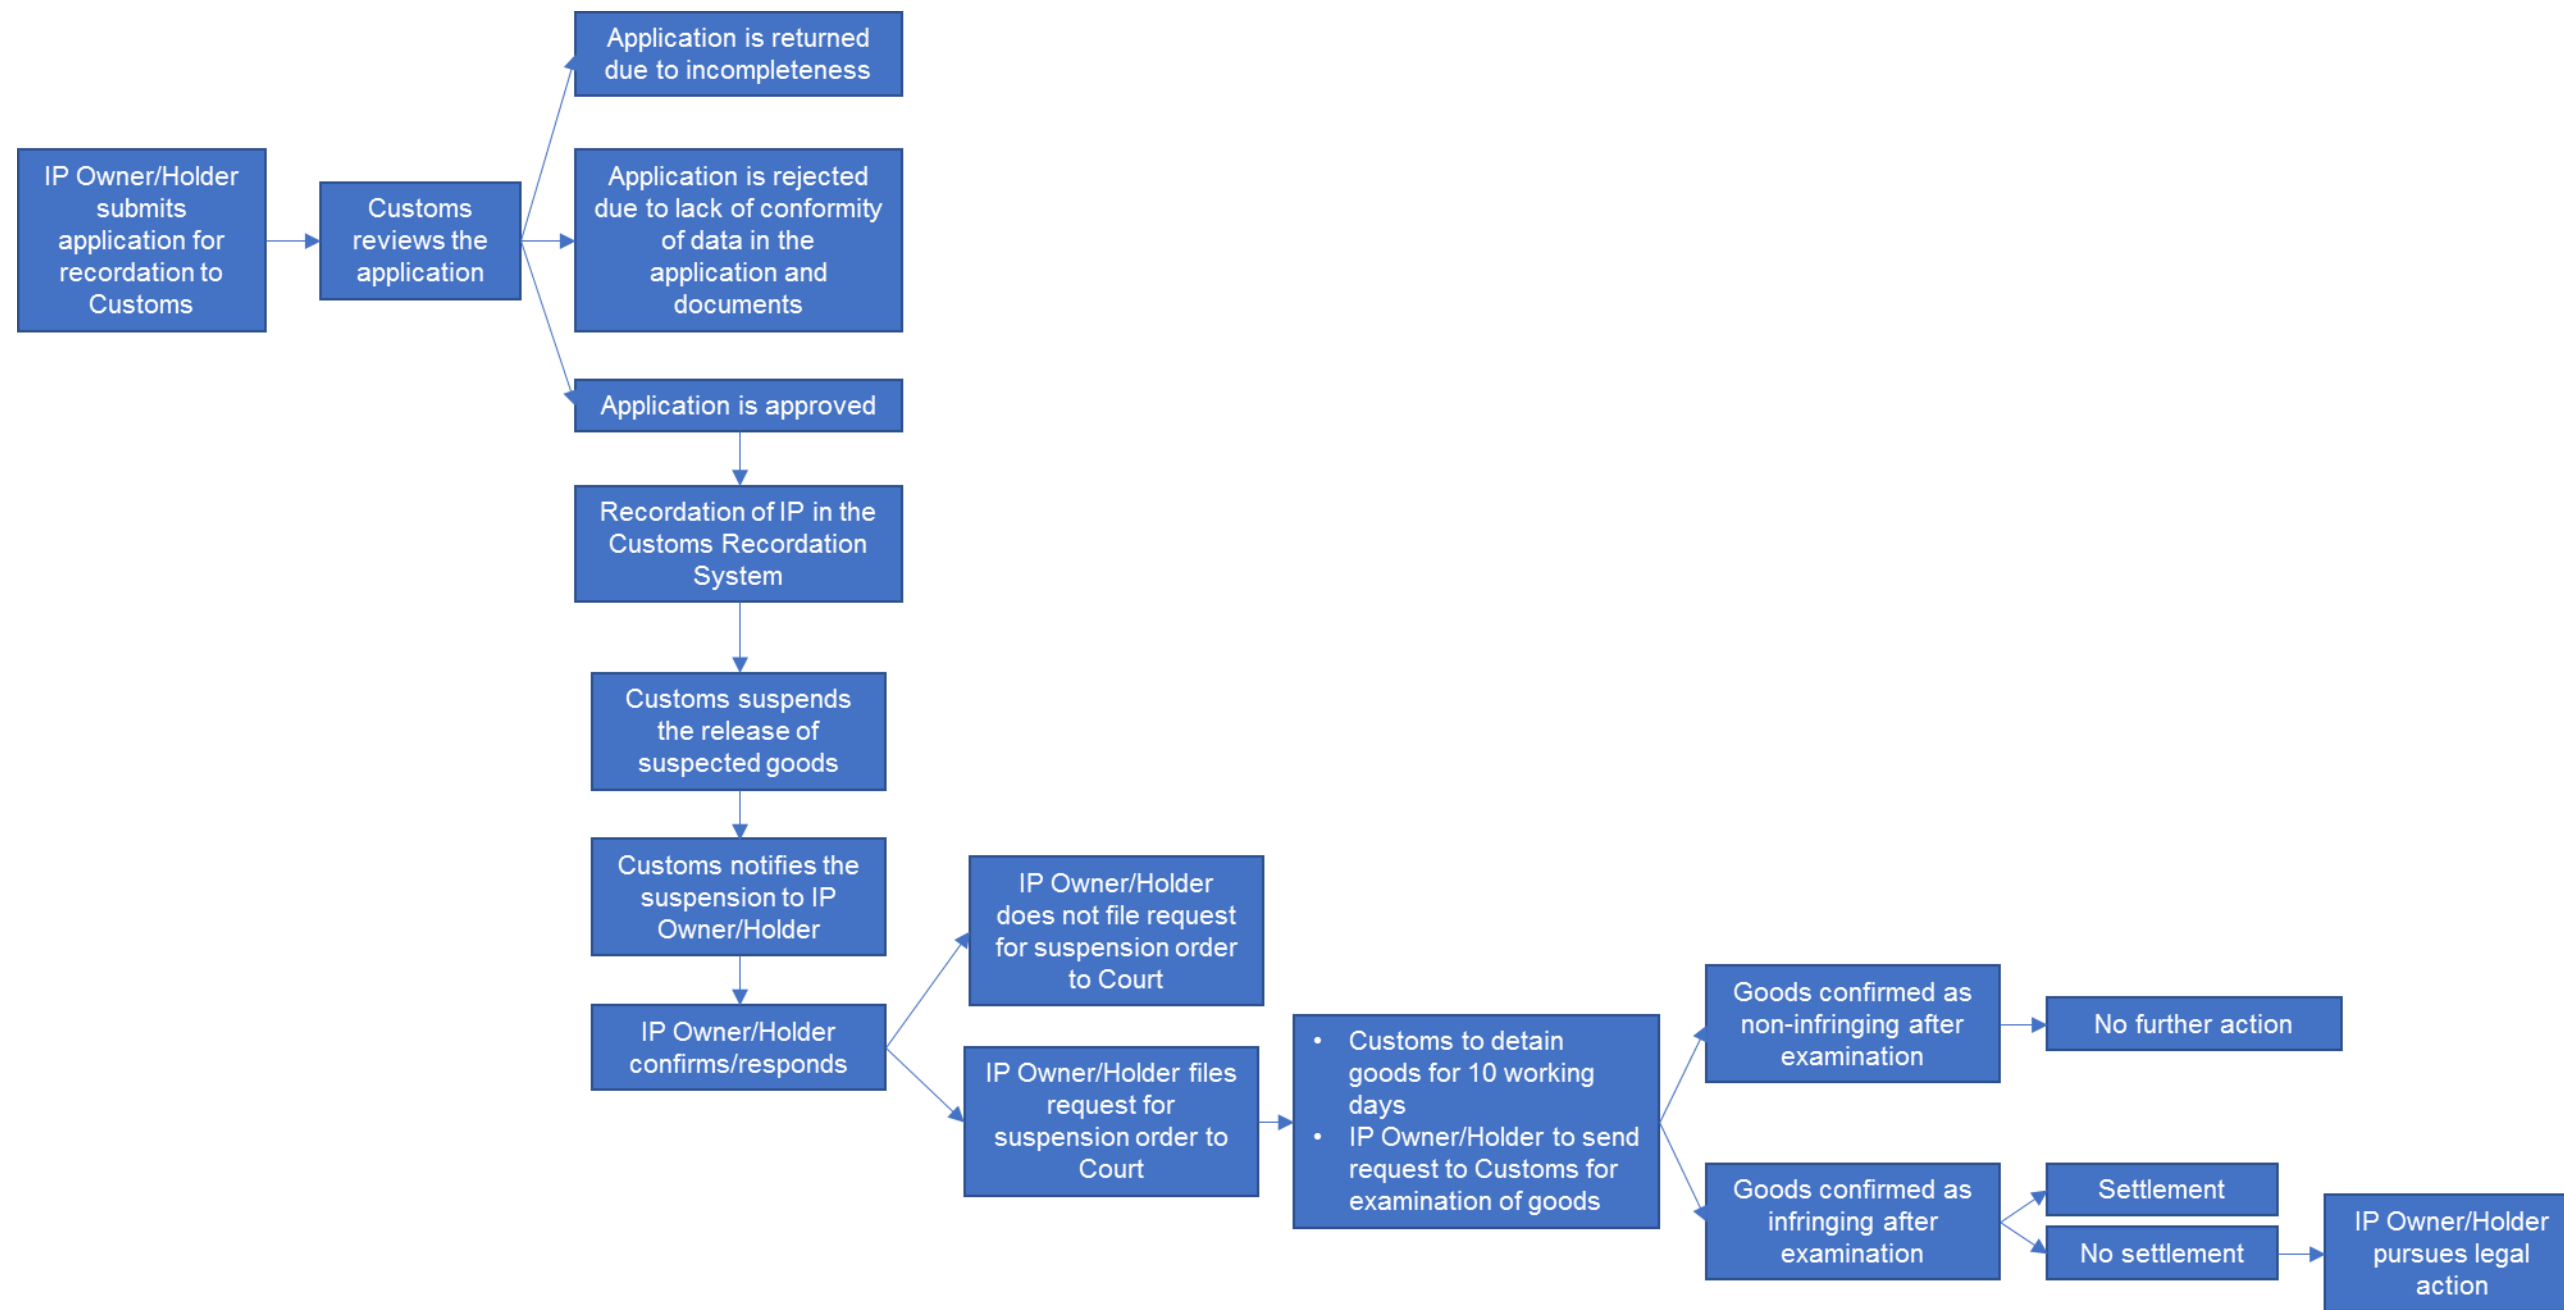 Application is returned
due to incompleteness
IP Owner/Holder
submits
application for
recordation to
Customs
Customs
reviews the
application
Application is rejected
due to lack of conformity
of data in the
application and
documents
Application is approved
Recordation of IP in the
Customs Recordation
System
Customs suspends
the release of
suspected goods
Customs notifies the
suspension to IP
Owner/Holder
IP Owner/Holder
confirms/responds
IP Owner/Holder
does not file request
for suspension order
to Court
IP Owner/Holder files
request for
suspension order to
Court
• Customs to detain
goods for 10 working
days
• IP Owner/Holder to send
request to Customs for
examination of goods
Goods confirmed as
non-infringing after
examination
No further action
Goods confirmed as
infringing after
examination
Settlement
No settlement
IP Owner/Holder
pursues legal
action